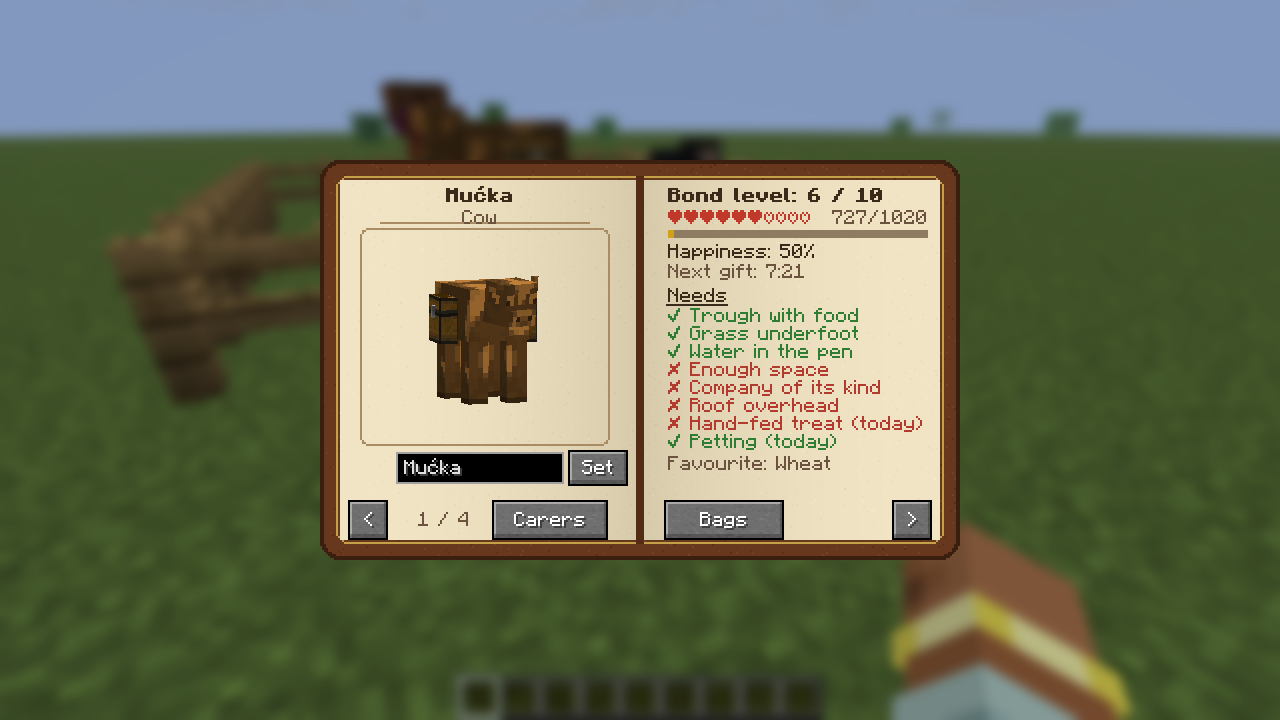 Mućka
Cow
Mućka
Set
<
1 / 4
Carers
Bond level: 6 / 10
727/1020
Happiness: 50%
Next gift: 7:21
Needs
✓ Trough with food
✓ Grass underfoot
✓ Water in the pen
✗ Enough space
✗ Company of its kind
✗ Roof overhead
✗ Hand-fed treat (today)
✓ Petting (today)
Favourite: Wheat
Bags
>